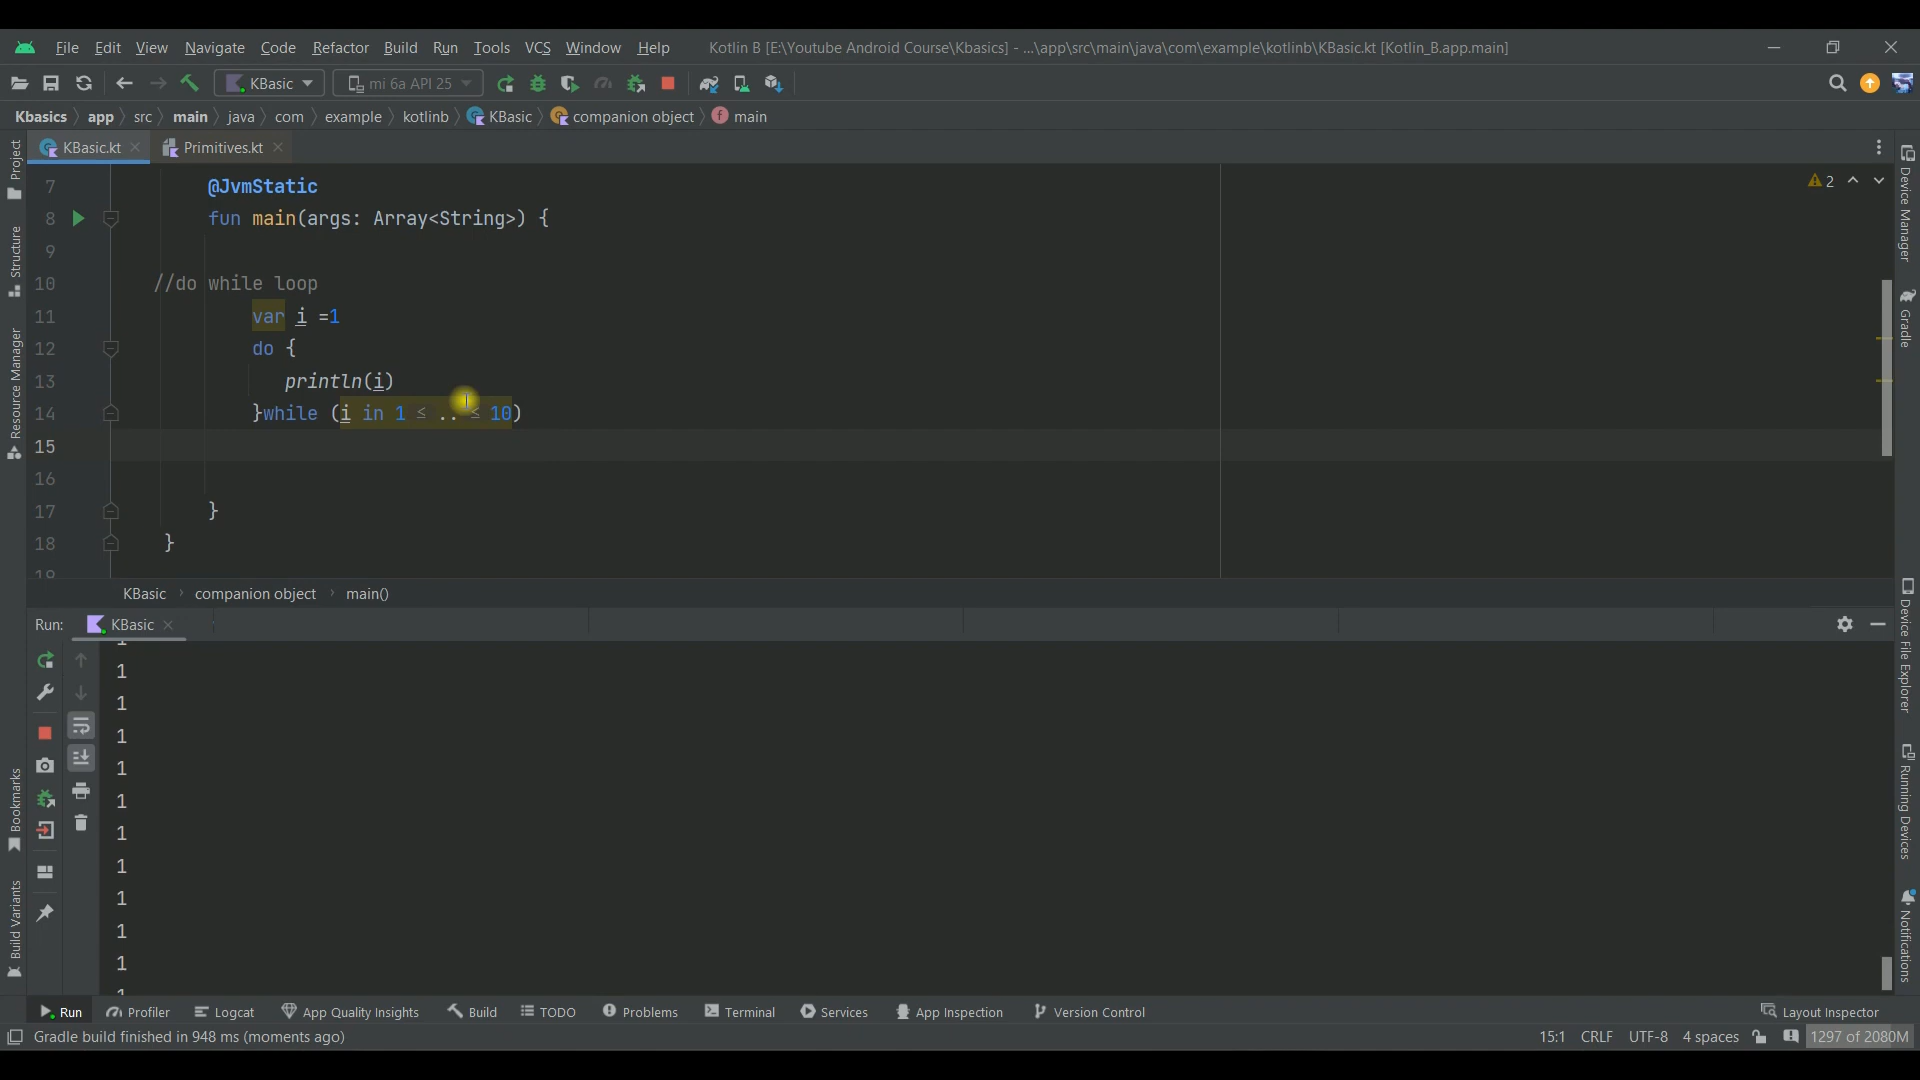 File Edit View Navigate Code Refactor Build Run Tools VCS Window Help Kotlin B [E:\Youtube Android Course\Kbasics] - ...\app\src\main\java\com\example\kotlinb\KBasic.kt [Kotlin_B.app.main]
KBasic mi 6a API 25
Kbasics app src main java com example kotlinb KBasic companion object main
KBasic.kt Primitives.kt
7 @JvmStatic
8 fun main(args: Array<String>) {
9
10 //do while loop
11 var i =1
12 do {
13 println(i)
14 }while (i in 1 ≤ .. ≤ 10)
15
16
17 }
18 }
19
2
KBasic companion object main()
Run: KBasic
1
1
1
1
1
1
1
1
1
1
1
1
Project
Structure
Resource Manager
Bookmarks
Build Variants
Device Manager
Gradle
Device File Explorer
Running Devices
Notifications
Run Profiler Logcat App Quality Insights Build TODO Problems Terminal Services App Inspection Version Control Layout Inspector
Gradle build finished in 948 ms (moments ago) 15:1 CRLF UTF-8 4 spaces 1297 of 2080M